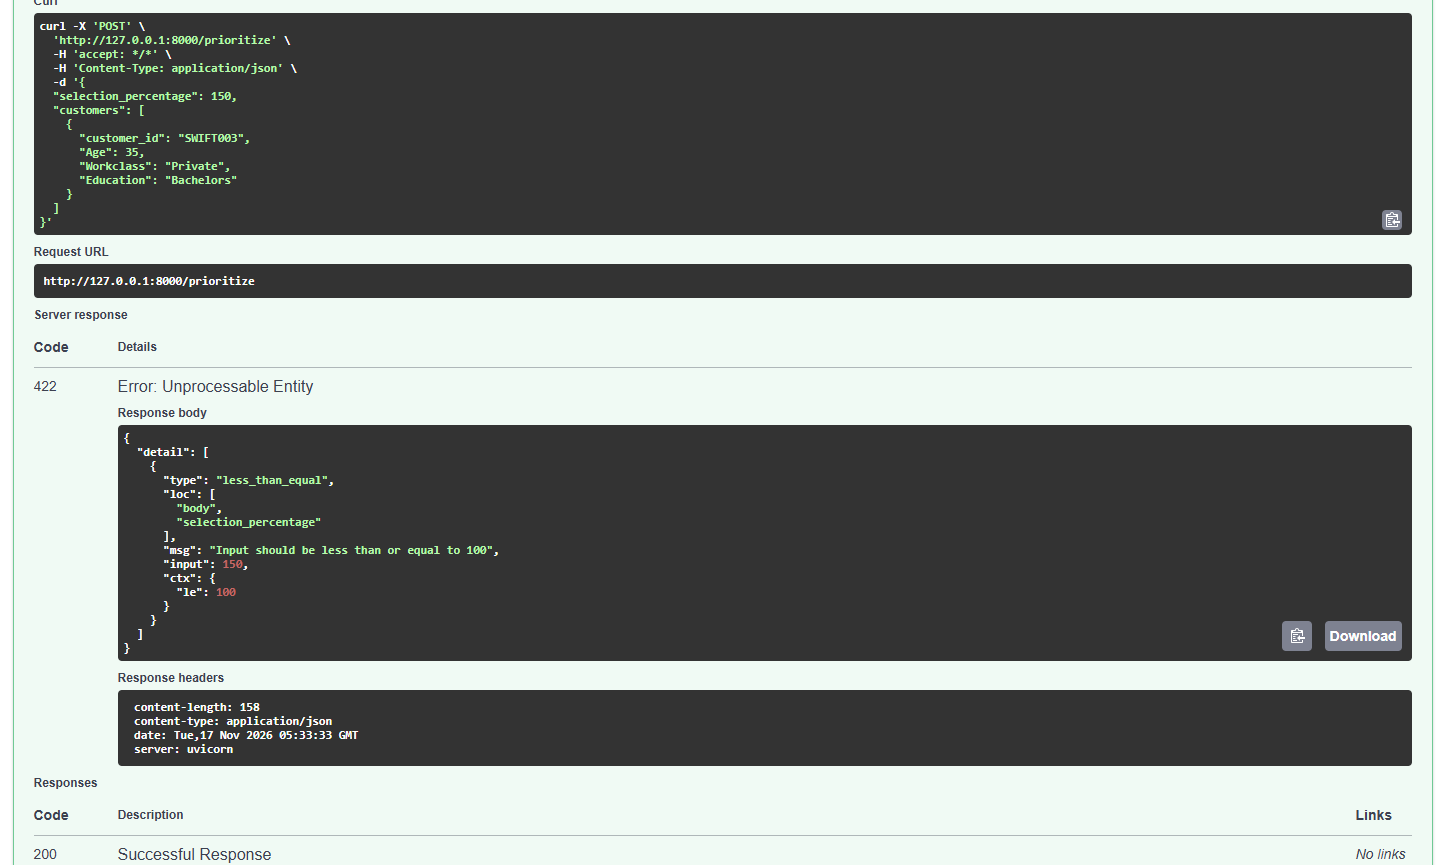 Curl
curl -X 'POST' \
  'http://127.0.0.1:8000/prioritize' \
  -H 'accept: */*' \
  -H 'Content-Type: application/json' \
  -d '{
  "selection_percentage": 150,
  "customers": [
    {
      "customer_id": "SWIFT003",
      "Age": 35,
      "Workclass": "Private",
      "Education": "Bachelors"
    }
  ]
}'
Request URL
http://127.0.0.1:8000/prioritize
Server response
Code Details
422 Error: Unprocessable Entity
Response body
{
  "detail": [
    {
      "type": "less_than_equal",
      "loc": [
        "body",
        "selection_percentage"
      ],
      "msg": "Input should be less than or equal to 100",
      "input": 150,
      "ctx": {
        "le": 100
      }
    }
  ]
}
Download
Response headers
content-length: 158
content-type: application/json
date: Tue,17 Nov 2026 05:33:33 GMT
server: uvicorn
Responses
Code Description Links
200 Successful Response No links